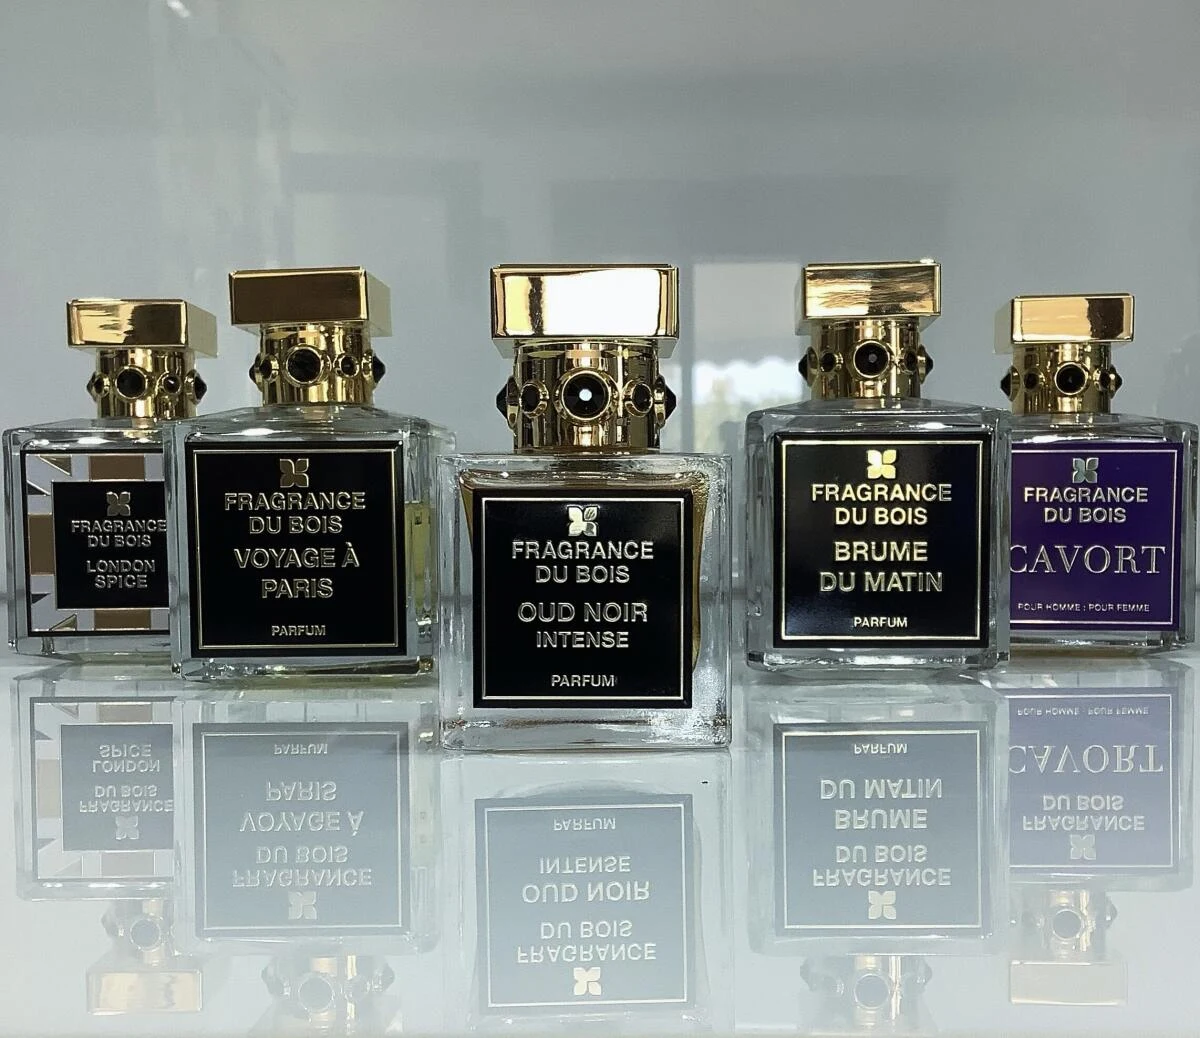 FRAGRANCE
DU BOIS
LONDON
SPICE
FRAGRANCE
DU BOIS
VOYAGE À
PARIS
PARFUM
FRAGRANCE
DU BOIS
OUD NOIR
INTENSE
PARFUM
FRAGRANCE
DU BOIS
BRUME
DU MATIN
PARFUM
FRAGRANCE
DU BOIS
CAVORT
POUR HOMME : POUR FEMME